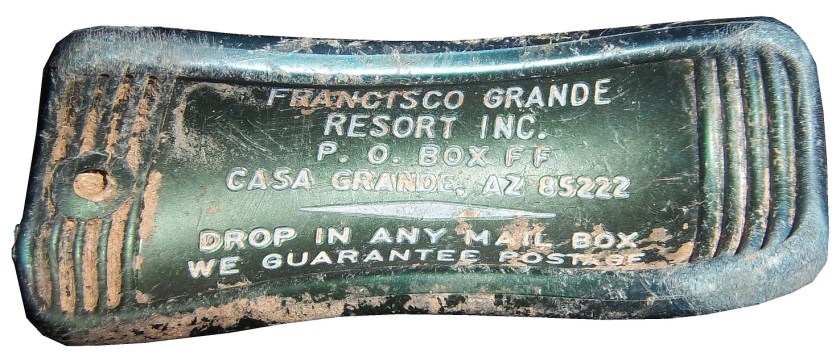 FRANCISCO GRANDE
RESORT INC.
P. O. BOX FF
CASA GRANDE, AZ 85222
DROP IN ANY MAIL BOX
WE GUARANTEE POSTAGE